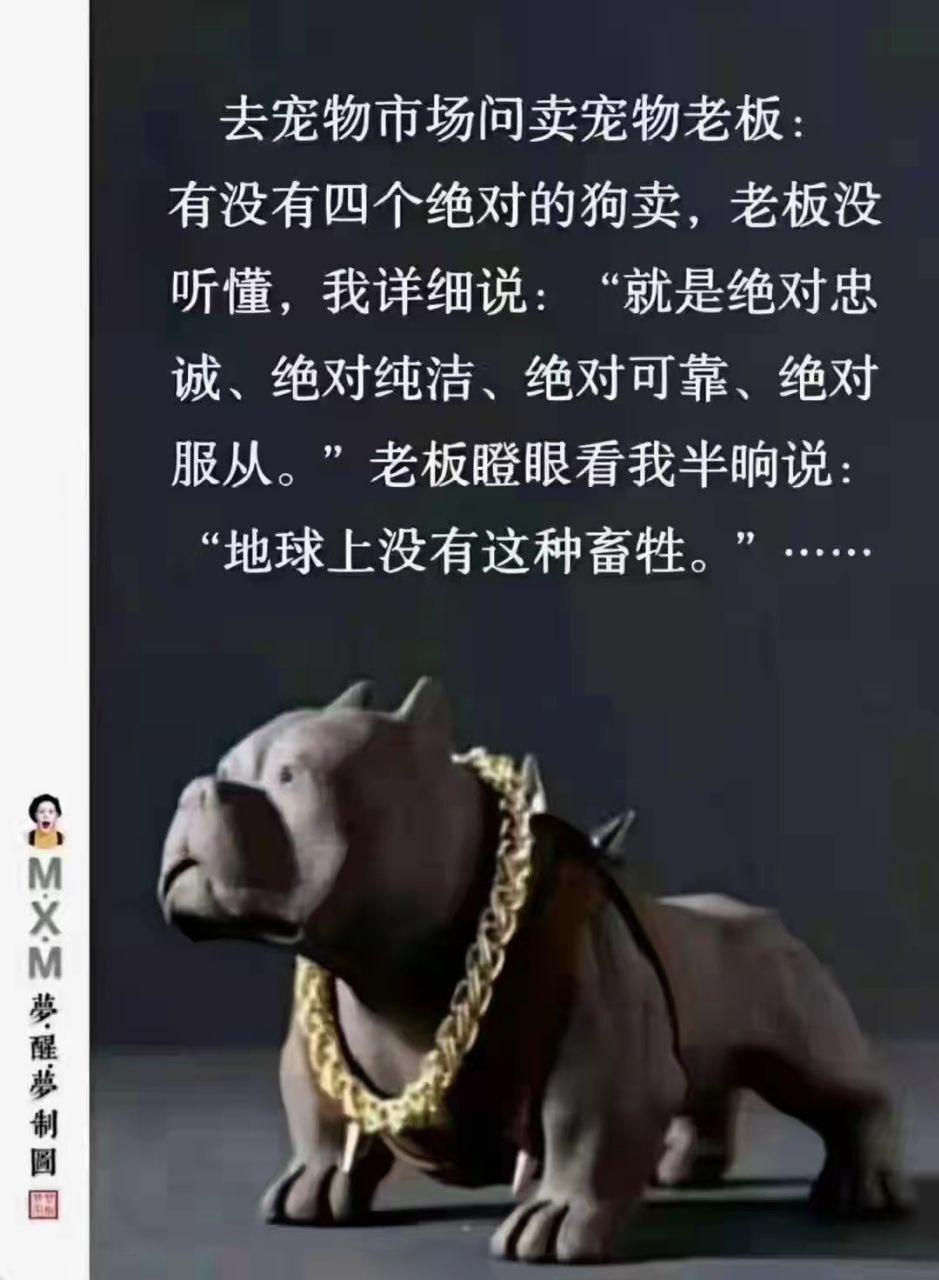 去宠物市场问卖宠物老板：
有没有四个绝对的狗卖，老板没
听懂，我详细说：“就是绝对忠
诚、绝对纯洁、绝对可靠、绝对
服从。”老板瞪眼看我半晌说：
“地球上没有这种畜牲。”……
M·X·M
夢·醒·夢制圖